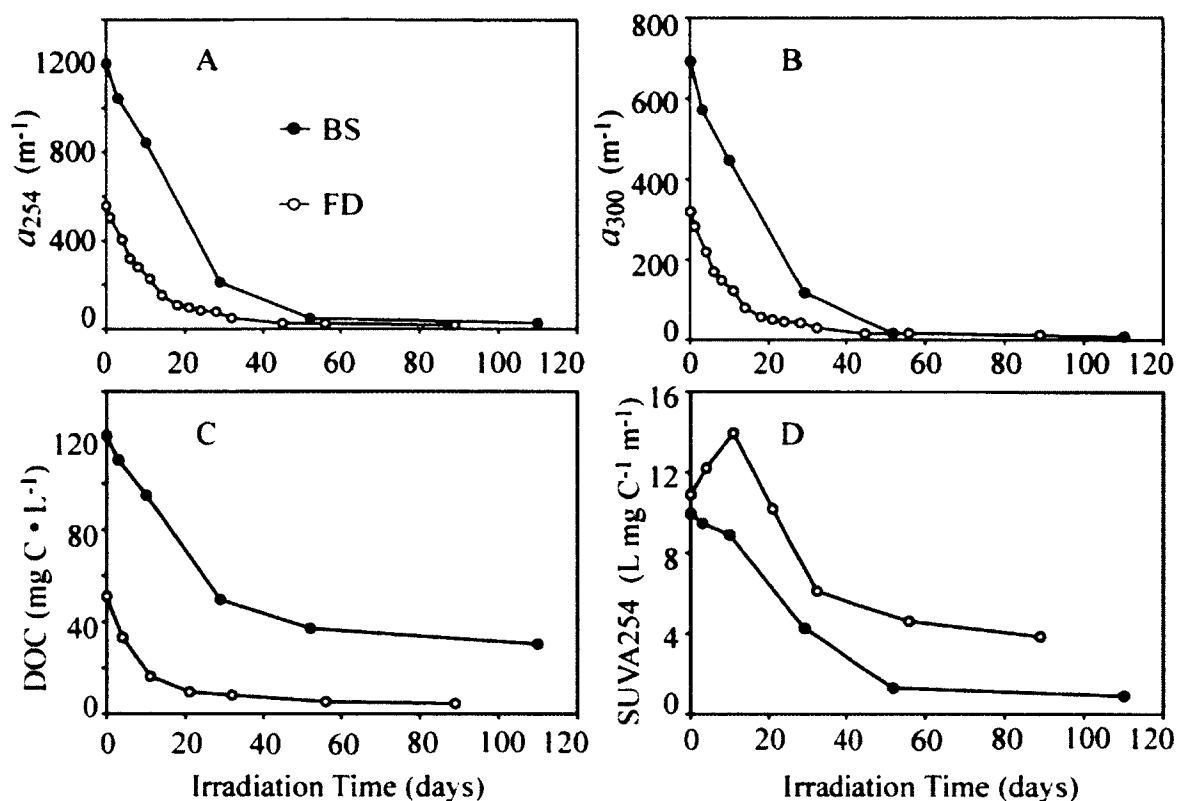 A
a254 (m-1)
1200
800
400
0
BS
FD
0 20 40 60 80 100 120
B
a300 (m-1)
800
600
400
200
0
0 20 40 60 80 100 120
C
DOC (mg C • L-1)
120
80
40
0
0 20 40 60 80 100 120
Irradiation Time (days)
D
SUVA254 (L mg C-1 m-1)
16
12
8
4
0
0 20 40 60 80 100 120
Irradiation Time (days)